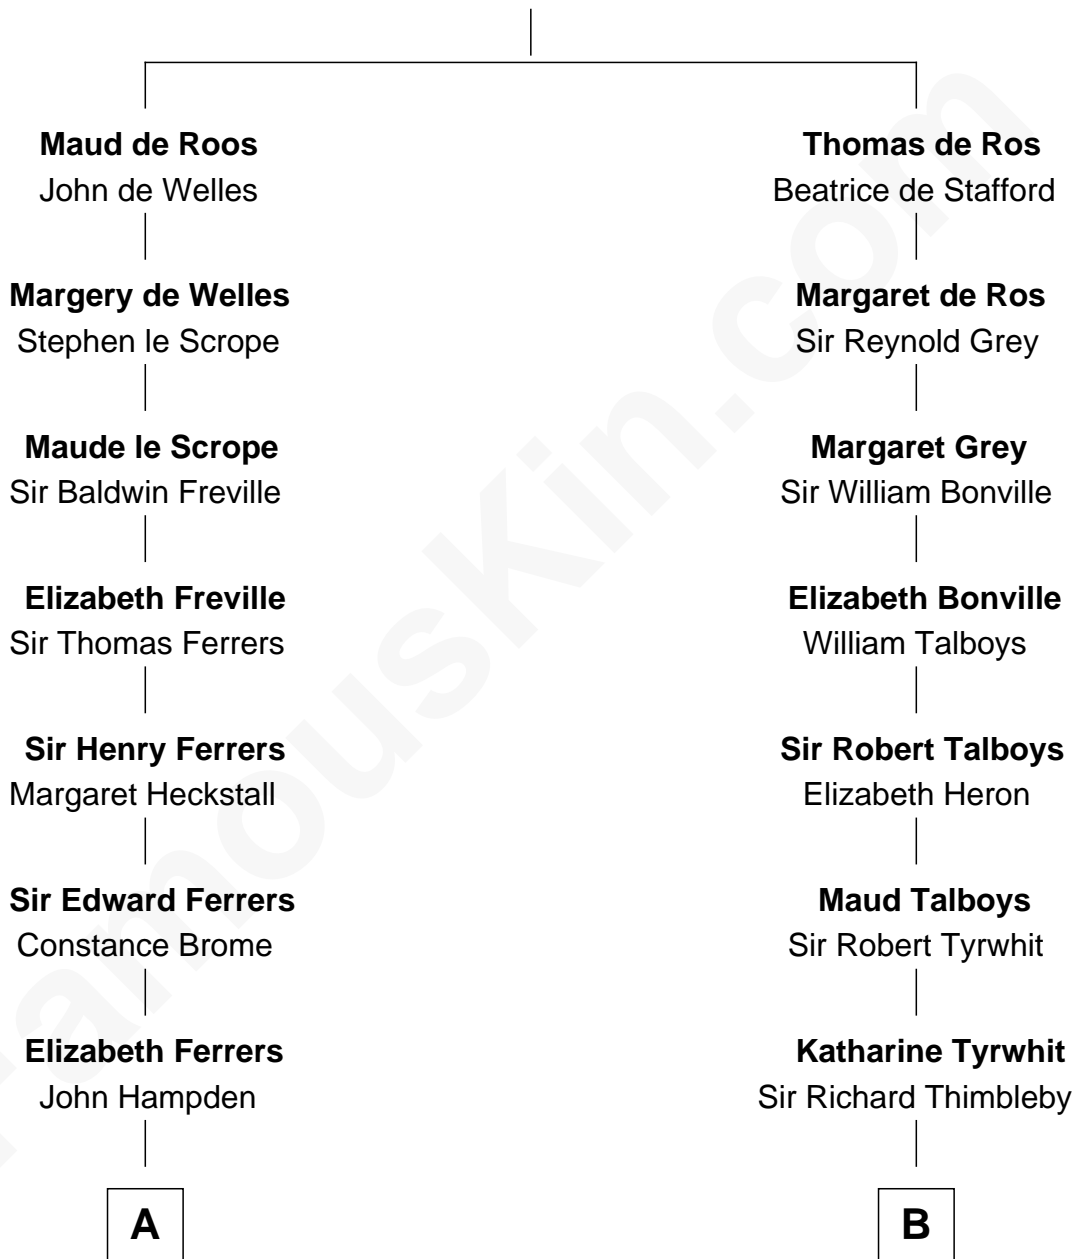 Maud de Roos
John de Welles
Thomas de Ros
Beatrice de Stafford
Margery de Welles
Stephen le Scrope
Margaret de Ros
Sir Reynold Grey
Maude le Scrope
Sir Baldwin Freville
Margaret Grey
Sir William Bonville
Elizabeth Freville
Sir Thomas Ferrers
Elizabeth Bonville
William Talboys
Sir Henry Ferrers
Margaret Heckstall
Sir Robert Talboys
Elizabeth Heron
Sir Edward Ferrers
Constance Brome
Maud Talboys
Sir Robert Tyrwhit
Elizabeth Ferrers
John Hampden
Katharine Tyrwhit
Sir Richard Thimbleby
A
B
FamousKin.com